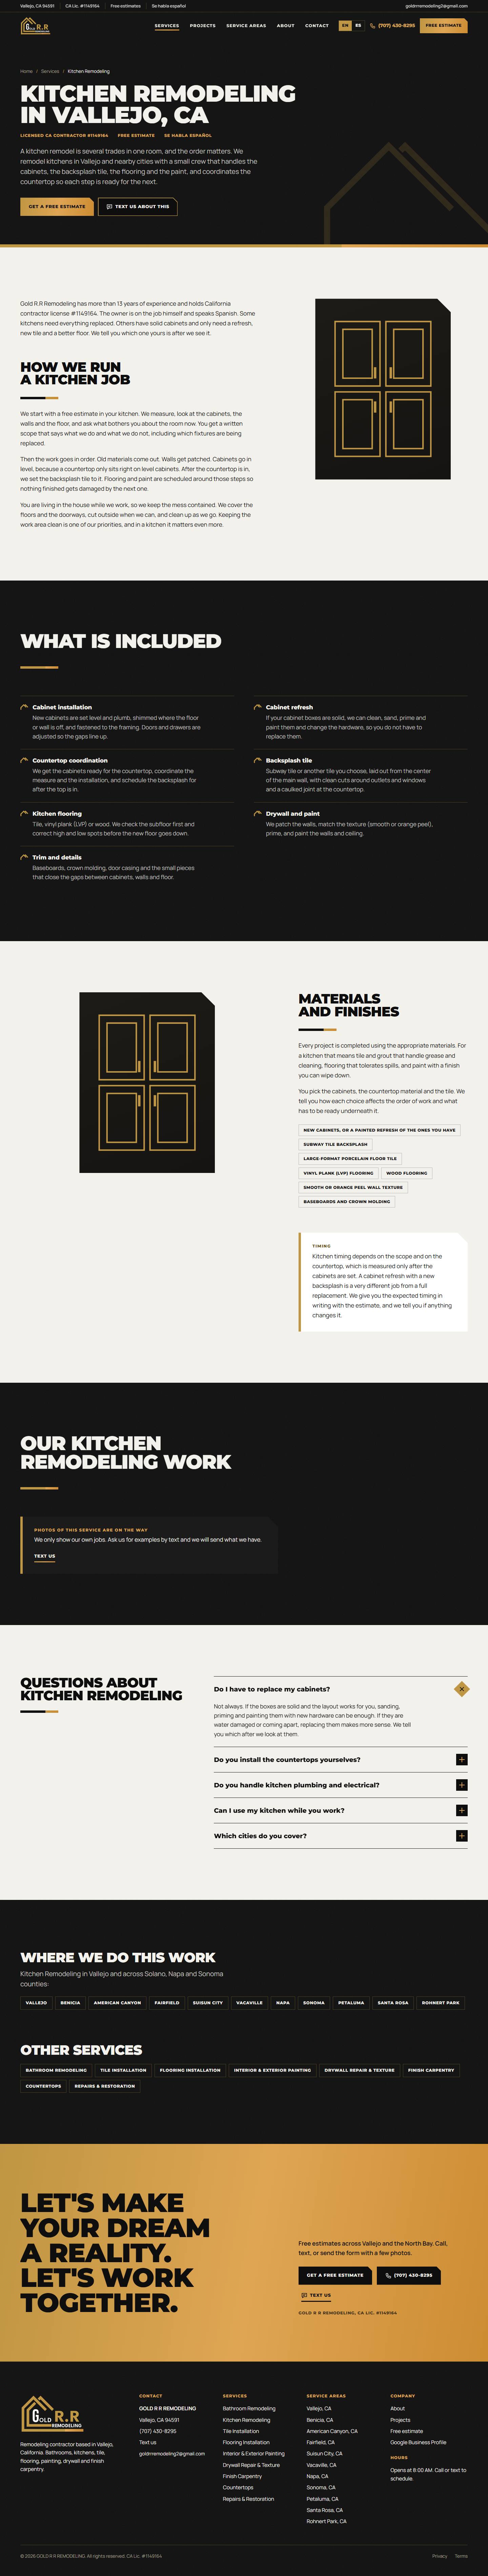 Vallejo, CA 94591
CA Lic. #1149164
Free estimates
Se habla español
goldrrremodeling2@gmail.com
GOLD R.R
REMODELING
SERVICES
PROJECTS
SERVICE AREAS
ABOUT
CONTACT
EN
ES
(707) 430-8295
FREE ESTIMATE
Home / Services / Kitchen Remodeling
KITCHEN REMODELING
IN VALLEJO, CA
LICENSED CA CONTRACTOR #1149164
FREE ESTIMATE
SE HABLA ESPAÑOL
A kitchen is several trades in one room, and the order matters. We
remodel kitchens in Vallejo and nearby cities with a small crew that handles the
cabinets, the backsplash tile, the flooring and the paint, and coordinates the
countertop so each step is ready for the next.
GET A FREE ESTIMATE
TEXT US ABOUT THIS
Gold R.R Remodeling has more than 13 years of experience and holds California
contractor license #1149164. The owner is on the job himself and speaks Spanish. Some
kitchens need everything replaced. Others have solid cabinets and only need a refresh,
new tile and a better floor. We tell you which one yours is after we see it.
HOW WE RUN
A KITCHEN JOB
We start with a free estimate in your kitchen. We measure, look at the cabinets, the
walls and the floor, and ask what bothers you about the room now. You get a written
scope that says what we do and what we do not, including which fixtures are being
replaced.
Then the work goes in order. Old materials come out. Walls get patched. Cabinets go in
level, because a countertop only sits right on level cabinets. After the countertop is in,
we set the backsplash tile to it. Flooring and paint are scheduled around those steps so
nothing finished gets damaged by the next one.
You are living in the house while we work, so we keep the mess contained. We cover the
floors and the doorways, cut outside when we can, and clean up as we go. Keeping the
work area clean is one of our priorities, and in a kitchen it matters even more.
WHAT IS INCLUDED
Cabinet installation
New cabinets are set level and plumb, shimmed where the floor
or wall is off, and fastened to the framing. Doors and drawers are
adjusted so the gaps line up.
Cabinet refresh
If your cabinet boxes are solid, we can clean, sand, prime and
paint them and change the hardware, so you do not have to
replace them.
Countertop coordination
We get the cabinets ready for the countertop, coordinate the
measure and the installation, and schedule the backsplash for
after the top is in.
Backsplash tile
Subway tile or another tile you choose, laid out from the center
of the main wall, with clean cuts around outlets and windows
and a caulked joint at the countertop.
Kitchen flooring
Tile, vinyl plank (LVP) or wood. We check the subfloor first and
correct high and low spots before the new floor goes down.
Drywall and paint
We patch the walls, match the texture (smooth or orange peel),
prime, and paint the walls and ceiling.
Trim and details
Baseboards, crown molding, door casing and the small pieces
that close the gaps between cabinets, walls and floor.
MATERIALS
AND FINISHES
Every project is completed using the appropriate materials. For
a kitchen that means tile and grout that handle grease and
cleaning, flooring that tolerates spills, and paint with a finish
you can wipe down.
You pick the cabinets, the countertop material and the tile. We
tell you how each choice affects the order of work and what
has to be ready underneath it.
NEW CABINETS, OR A PAINTED REFRESH OF THE ONES YOU HAVE
SUBWAY TILE BACKSPLASH
LARGE-FORMAT PORCELAIN FLOOR TILE
VINYL PLANK (LVP) FLOORING
WOOD FLOORING
SMOOTH OR ORANGE PEEL WALL TEXTURE
BASEBOARDS AND CROWN MOLDING
TIMING
Kitchen timing depends on the scope and on the
countertop, which is measured only after the
cabinets are set. A cabinet refresh with a new
backsplash is a very different job from a full
replacement. We give you the expected timing in
writing with the estimate, and we tell you if anything
changes it.
OUR KITCHEN
REMODELING WORK
PHOTOS OF THIS SERVICE ARE ON THE WAY
We only show our own jobs. Ask us for examples by text and we will send what we have.
TEXT US
QUESTIONS ABOUT
KITCHEN REMODELING
Do I have to replace my cabinets?
Not always. If the boxes are solid and the layout works for you, sanding,
priming and painting them with new hardware can be enough. If they are
water damaged or coming apart, replacing them makes more sense. We tell
you which after we look at them.
Do you install the countertops yourselves?
Do you handle kitchen plumbing and electrical?
Can I use my kitchen while you work?
Which cities do you cover?
WHERE WE DO THIS WORK
Kitchen Remodeling in Vallejo and across Solano, Napa and Sonoma
counties:
VALLEJO
BENICIA
AMERICAN CANYON
FAIRFIELD
SUISUN CITY
VACAVILLE
NAPA
SONOMA
PETALUMA
SANTA ROSA
ROHNERT PARK
OTHER SERVICES
BATHROOM REMODELING
TILE INSTALLATION
FLOORING INSTALLATION
INTERIOR & EXTERIOR PAINTING
DRYWALL REPAIR & TEXTURE
FINISH CARPENTRY
COUNTERTOPS
REPAIRS & RESTORATION
LET'S MAKE
YOUR DREAM
A REALITY.
LET'S WORK
TOGETHER.
Free estimates across Vallejo and the North Bay. Call,
text, or send the form with a few photos.
GET A FREE ESTIMATE
(707) 430-8295
TEXT US
GOLD R R REMODELING, CA LIC. #1149164
GOLD R.R
REMODELING
Remodeling contractor based in Vallejo,
California. Bathrooms, kitchens, tile,
flooring, painting, drywall and finish
carpentry.
CONTACT
GOLD R R REMODELING
Vallejo, CA 94591
(707) 430-8295
Text us
goldrrremodeling2@gmail.com
SERVICES
Bathroom Remodeling
Kitchen Remodeling
Tile Installation
Flooring Installation
Interior & Exterior Painting
Drywall Repair & Texture
Finish Carpentry
Countertops
Repairs & Restoration
SERVICE AREAS
Vallejo, CA
Benicia, CA
American Canyon, CA
Fairfield, CA
Suisun City, CA
Vacaville, CA
Napa, CA
Sonoma, CA
Petaluma, CA
Santa Rosa, CA
Rohnert Park, CA
COMPANY
About
Projects
Free estimate
Google Business Profile
HOURS
Opens at 8:00 AM. Call or text to
schedule.
© 2026 GOLD R R REMODELING. All rights reserved. CA Lic. #1149164
Privacy
Terms